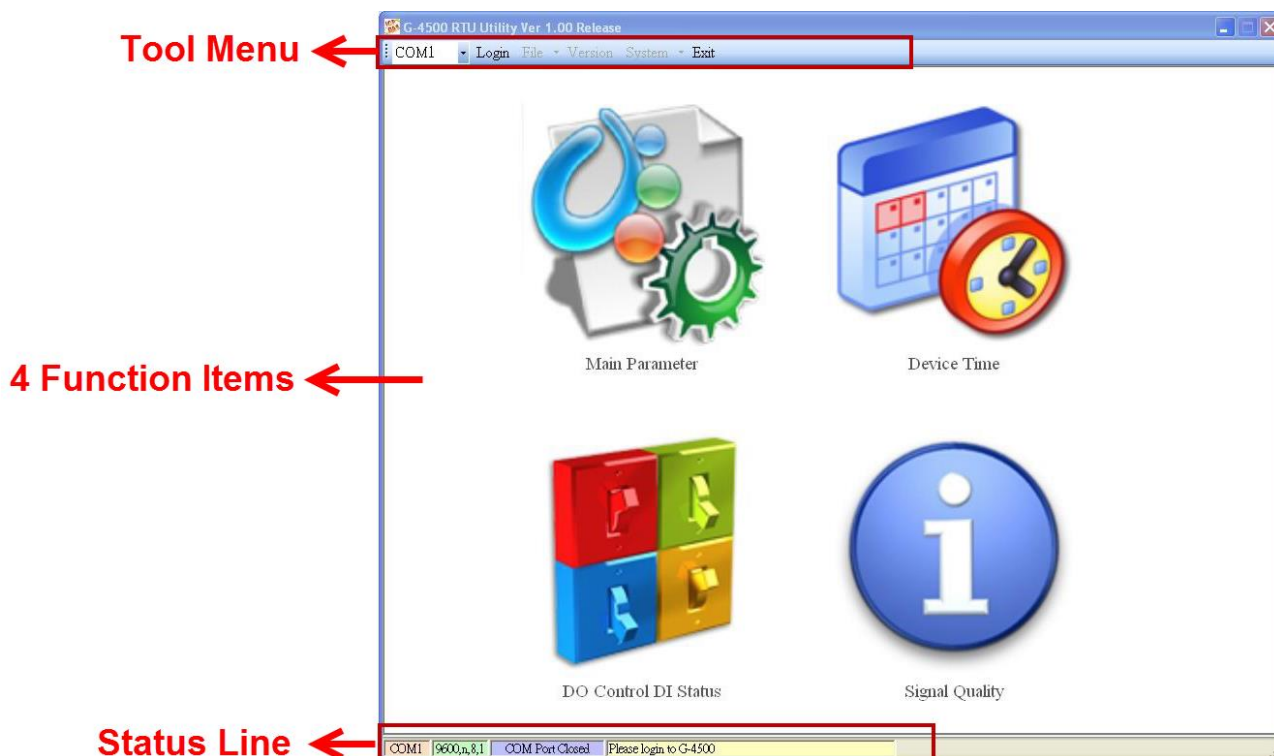 G-4500 RTU Utility Ver 1.00 Release
Tool Menu
COM1 Login File Version System Exit
Main Parameter
Device Time
4 Function Items
DO Control DI Status
Signal Quality
Status Line
COM1 9600,n,8,1 COM Port Closed Please login to G-4500